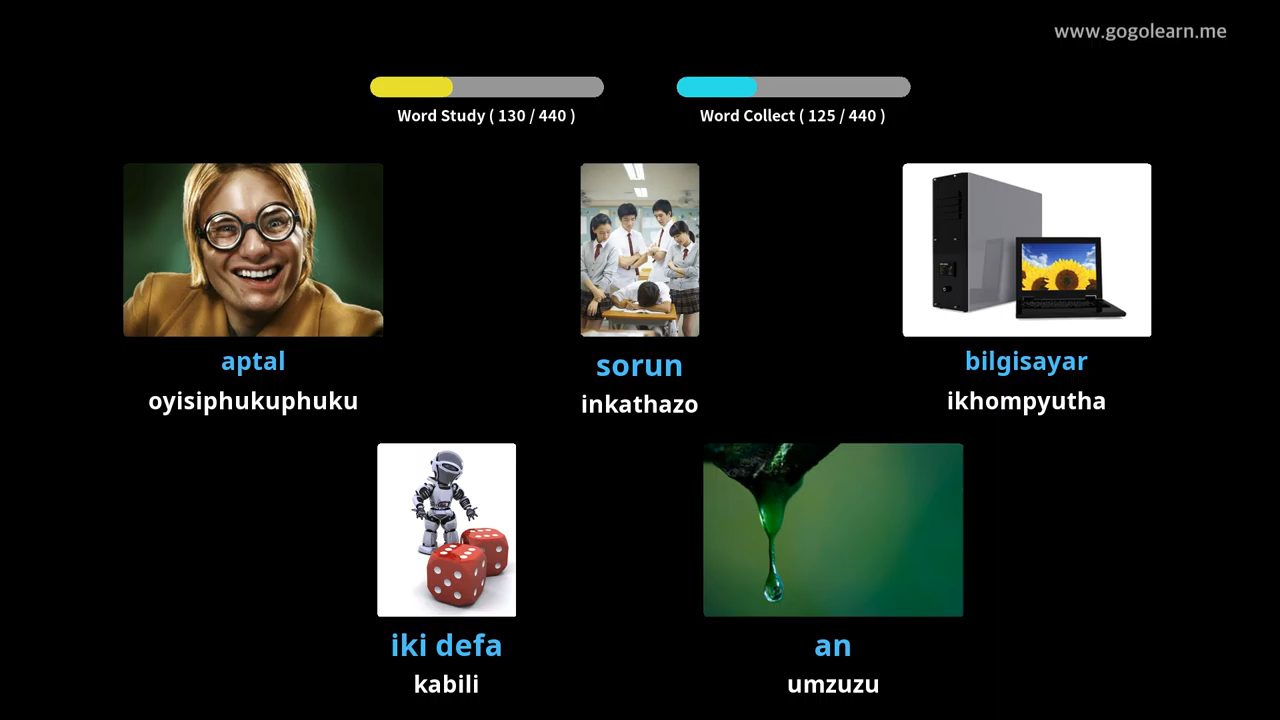 www.gogolearn.me
Word Study ( 130 / 440 )
Word Collect ( 125 / 440 )
aptal
oyisiphukuphuku
sorun
inkathazo
bilgisayar
ikhompyutha
iki defa
kabili
an
umzuzu